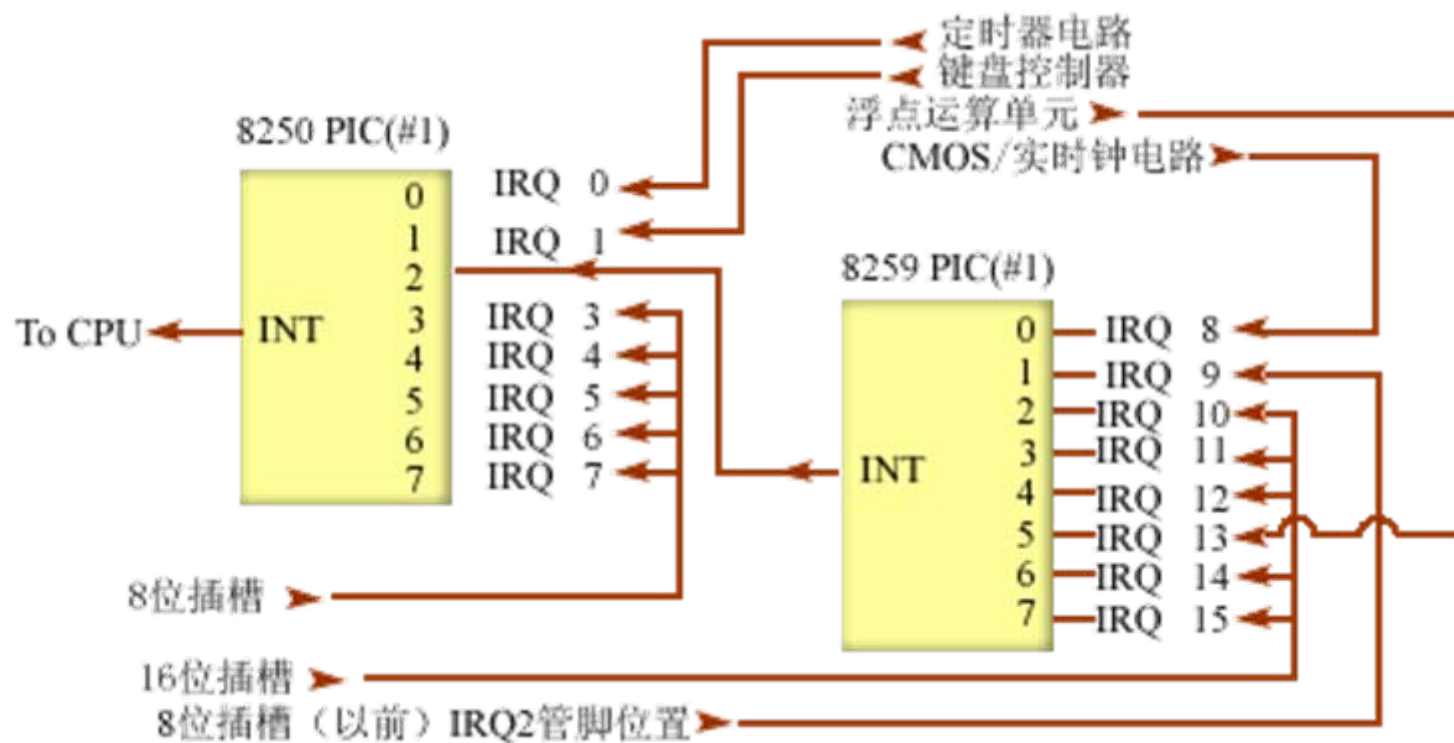 定时器电路
键盘控制器
浮点运算单元
CMOS/实时钟电路
8250 PIC(#1)
0
1
2
3
4
5
6
7
INT
To CPU
IRQ 0
IRQ 1
IRQ 3
IRQ 4
IRQ 5
IRQ 6
IRQ 7
8259 PIC(#1)
0
1
2
3
4
5
6
7
INT
IRQ 8
IRQ 9
IRQ 10
IRQ 11
IRQ 12
IRQ 13
IRQ 14
IRQ 15
8位插槽
16位插槽
8位插槽（以前）IRQ2管脚位置